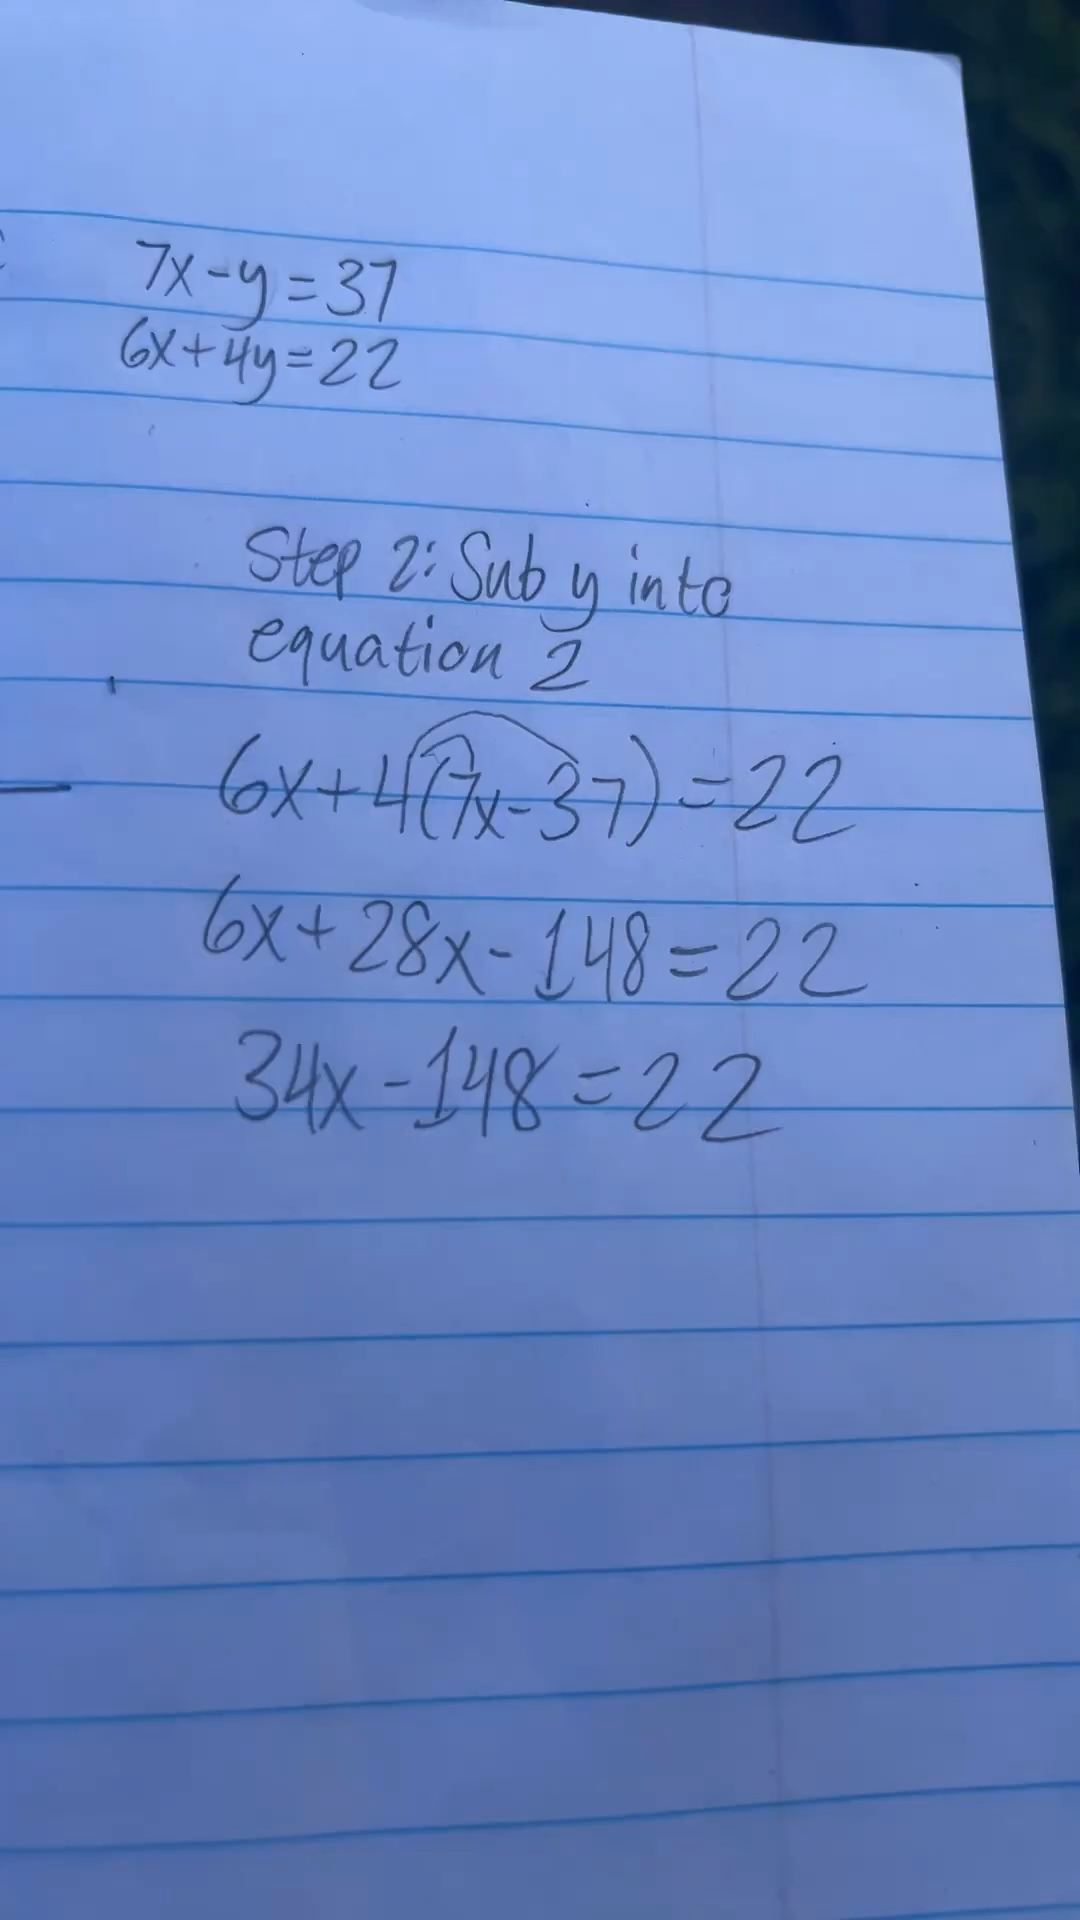 7x-y=37
6x+4y=22
Step 2: Sub y into
equation 2
6x+4(7x-37)=22
6x+28x-148=22
34x-148=22